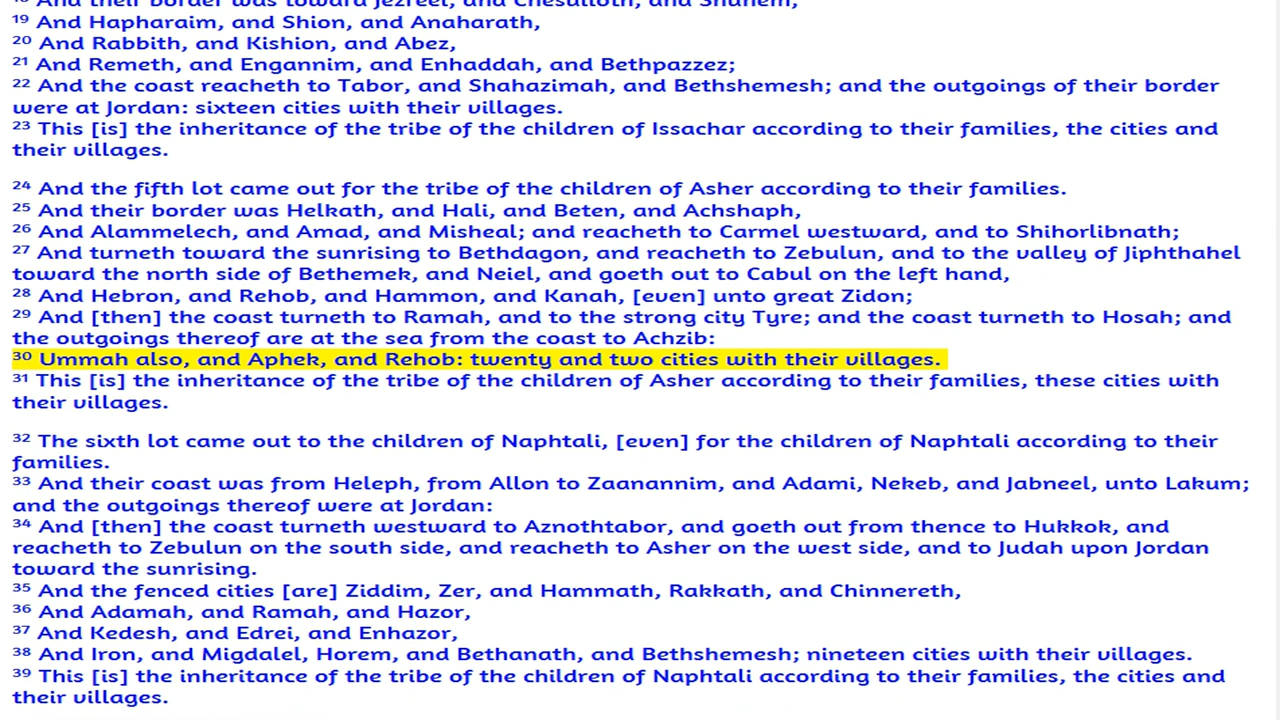 18 And their border was toward Jezreel, and Chesulloth, and Shunem,
19 And Hapharaim, and Shion, and Anaharath,
20 And Rabbith, and Kishion, and Abez,
21 And Remeth, and Engannim, and Enhaddah, and Bethpazzez;
22 And the coast reacheth to Tabor, and Shahazimah, and Bethshemesh; and the outgoings of their border
were at Jordan: sixteen cities with their villages.
23 This [is] the inheritance of the tribe of the children of Issachar according to their families, the cities and
their villages.
24 And the fifth lot came out for the tribe of the children of Asher according to their families.
25 And their border was Helkath, and Hali, and Beten, and Achshaph,
26 And Alammelech, and Amad, and Misheal; and reacheth to Carmel westward, and to Shihorlibnath;
27 And turneth toward the sunrising to Bethdagon, and reacheth to Zebulun, and to the valley of Jiphthahel
toward the north side of Bethemek, and Neiel, and goeth out to Cabul on the left hand,
28 And Hebron, and Rehob, and Hammon, and Kanah, [even] unto great Zidon;
29 And [then] the coast turneth to Ramah, and to the strong city Tyre; and the coast turneth to Hosah; and
the outgoings thereof are at the sea from the coast to Achzib:
30 Ummah also, and Aphek, and Rehob: twenty and two cities with their villages.
31 This [is] the inheritance of the tribe of the children of Asher according to their families, these cities with
their villages.
32 The sixth lot came out to the children of Naphtali, [even] for the children of Naphtali according to their
families.
33 And their coast was from Heleph, from Allon to Zaanannim, and Adami, Nekeb, and Jabneel, unto Lakum;
and the outgoings thereof were at Jordan:
34 And [then] the coast turneth westward to Aznothtabor, and goeth out from thence to Hukkok, and
reacheth to Zebulun on the south side, and reacheth to Asher on the west side, and to Judah upon Jordan
toward the sunrising.
35 And the fenced cities [are] Ziddim, Zer, and Hammath, Rakkath, and Chinnereth,
36 And Adamah, and Ramah, and Hazor,
37 And Kedesh, and Edrei, and Enhazor,
38 And Iron, and Migdalel, Horem, and Bethanath, and Bethshemesh; nineteen cities with their villages.
39 This [is] the inheritance of the tribe of the children of Naphtali according to their families, the cities and
their villages.